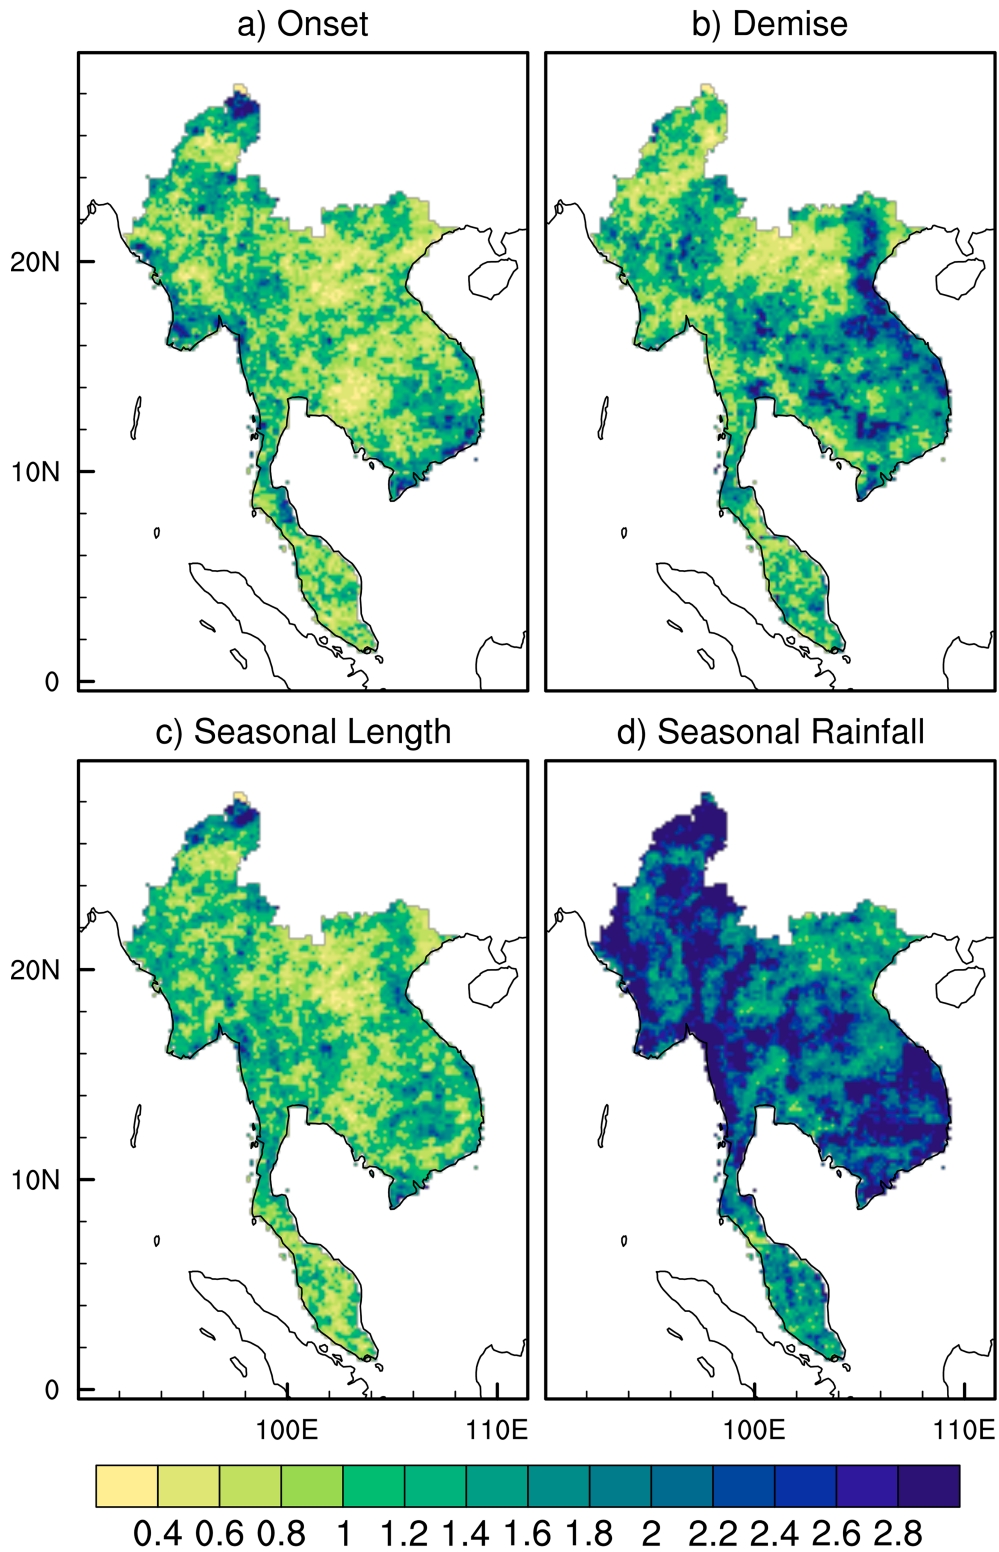 a) Onset
b) Demise
20N
10N
0
c) Seasonal Length
d) Seasonal Rainfall
20N
10N
0
100E
110E
100E
110E
0.4 0.6 0.8 1 1.2 1.4 1.6 1.8 2 2.2 2.4 2.6 2.8